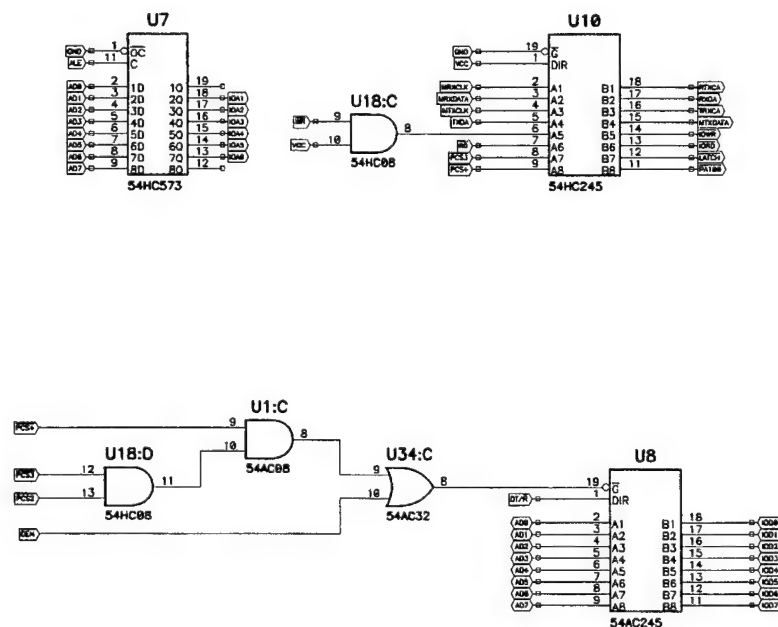 U7
GND 1 OC
ALE 11 C
AD0 2 1D 1Q 19
AD1 3 2D 2Q 18 IOA1
AD2 4 3D 3Q 17 IOA2
AD3 5 4D 4Q 16 IOA3
AD4 6 5D 5Q 15 IOA4
AD5 7 6D 6Q 14 IOA5
AD6 8 7D 7Q 13 IOA6
AD7 9 8D 8Q 12
54HC573
U18:C
WR 9
VCC 10
8
54HC08
U10
GND 19 G
VCC 1 DIR
MRXCLK 2 A1 B1 18 RTXCA
MRXDATA 3 A2 B2 17 RXDA
MTXCLK 4 A3 B3 16 TRXCA
TXDA 5 A4 B4 15 MTXDATA
6 A5 B5 14 IOWR
RD 7 A6 B6 13 IORD
PCS3 8 A7 B7 12 LATCH
PCS4 9 A8 B8 11
54HC245
U1:C
PCS4 9
10
8
54AC08
U18:D
PCS3 12
PCS2 13
11
54HC08
DEN
U34:C
9
10
8
54AC32
U8
19 G
DT/R 1 DIR
AD0 2 A1 B1 18 IOD0
AD1 3 A2 B2 17 IOD1
AD2 4 A3 B3 16 IOD2
AD3 5 A4 B4 15 IOD3
AD4 6 A5 B5 14 IOD4
AD5 7 A6 B6 13 IOD5
AD6 8 A7 B7 12 IOD6
AD7 9 A8 B8 11 IOD7
54AC245